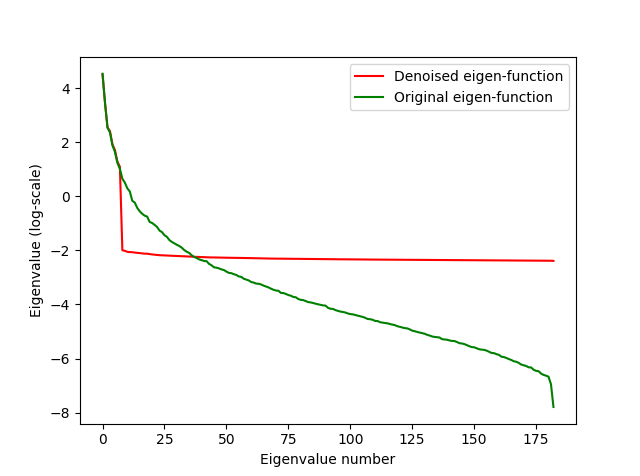 Denoised eigen-function
Original eigen-function
4
2
0
−2
−4
−6
−8
Eigenvalue (log-scale)
0 25 50 75 100 125 150 175
Eigenvalue number